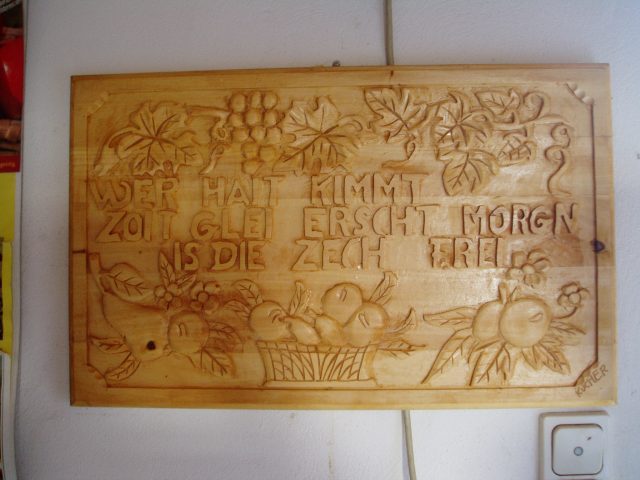 WER HAIT KIMMT
ZOIT GLEI ERSCHT MORGN
IS DIE ZECH FREI